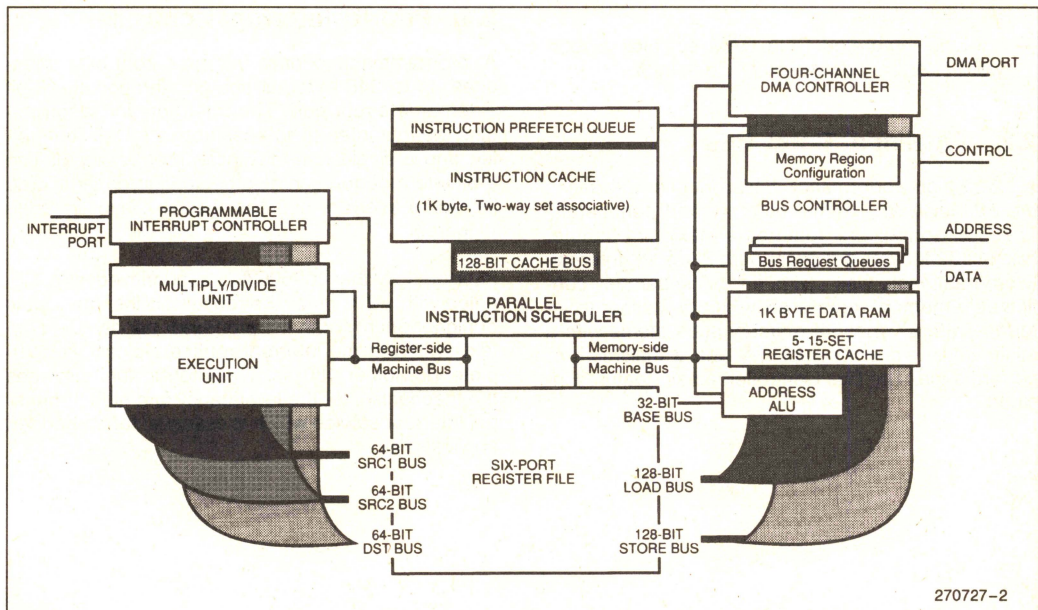 FOUR-CHANNEL
DMA CONTROLLER
DMA PORT
INSTRUCTION PREFETCH QUEUE
INSTRUCTION CACHE
(1K byte, Two-way set associative)
Memory Region
Configuration
CONTROL
BUS CONTROLLER
INTERRUPT
PORT
PROGRAMMABLE
INTERRUPT CONTROLLER
ADDRESS
Bus Request Queues
DATA
128-BIT CACHE BUS
MULTIPLY/DIVIDE
UNIT
PARALLEL
INSTRUCTION SCHEDULER
1K BYTE DATA RAM
5- 15-SET
REGISTER CACHE
EXECUTION
UNIT
Register-side
Machine Bus
Memory-side
Machine Bus
ADDRESS
ALU
32-BIT
BASE BUS
64-BIT
SRC1 BUS
SIX-PORT
REGISTER FILE
128-BIT
LOAD BUS
64-BIT
SRC2 BUS
64-BIT
DST BUS
128-BIT
STORE BUS
270727–2